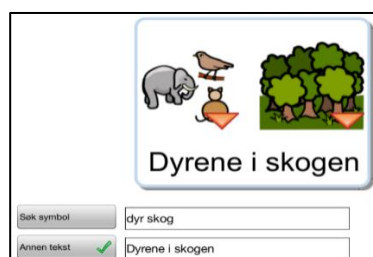 Dyrene i skogen
Søk symbol
dyr skog
Annen tekst
Dyrene i skogen